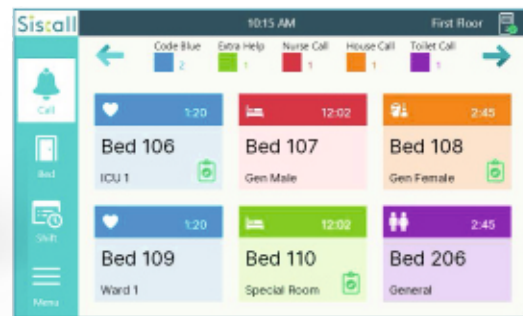 Siscall
10:15 AM
First Floor
Code Blue
2
Extra Help
1
Nurse Call
1
House Call
1
Toilet Call
1
Call
Bed
Shift
Menu
1:20
Bed 106
ICU 1
12:02
Bed 107
Gen Male
2:45
Bed 108
Gen Female
1:20
Bed 109
Ward 1
12:02
Bed 110
Special Room
2:45
Bed 206
General